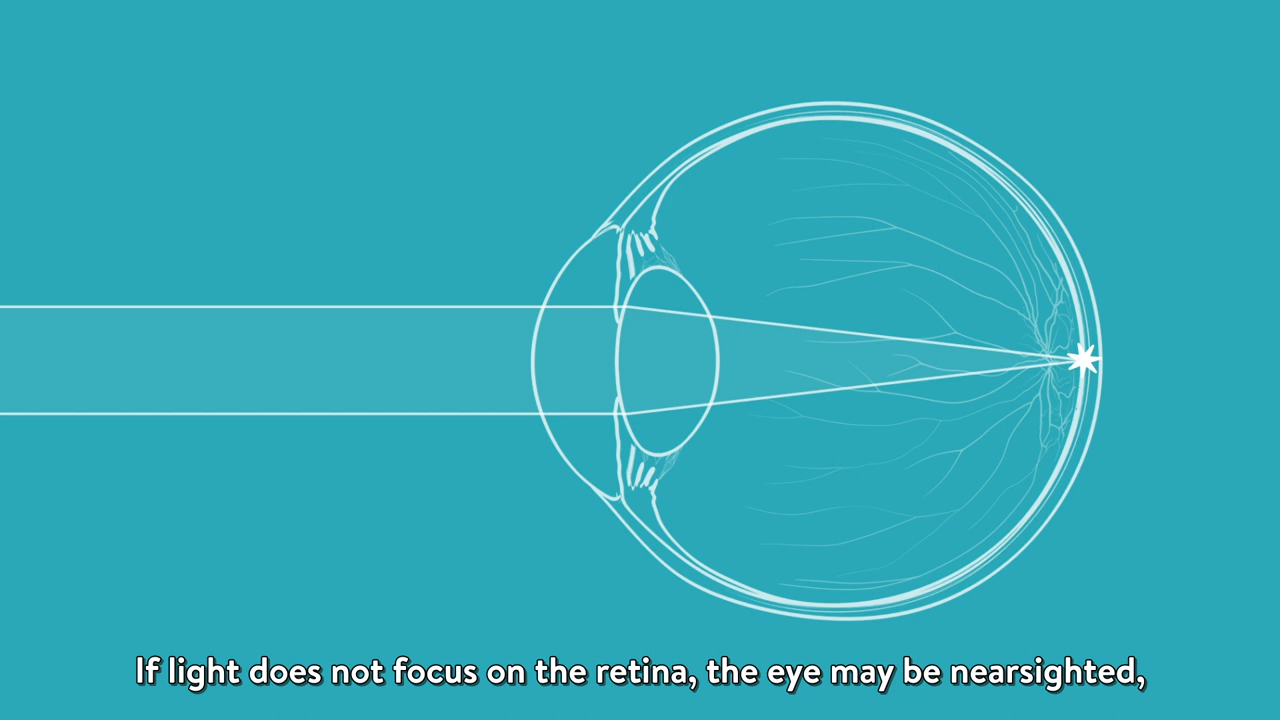 If light does not focus on the retina, the eye may be nearsighted,